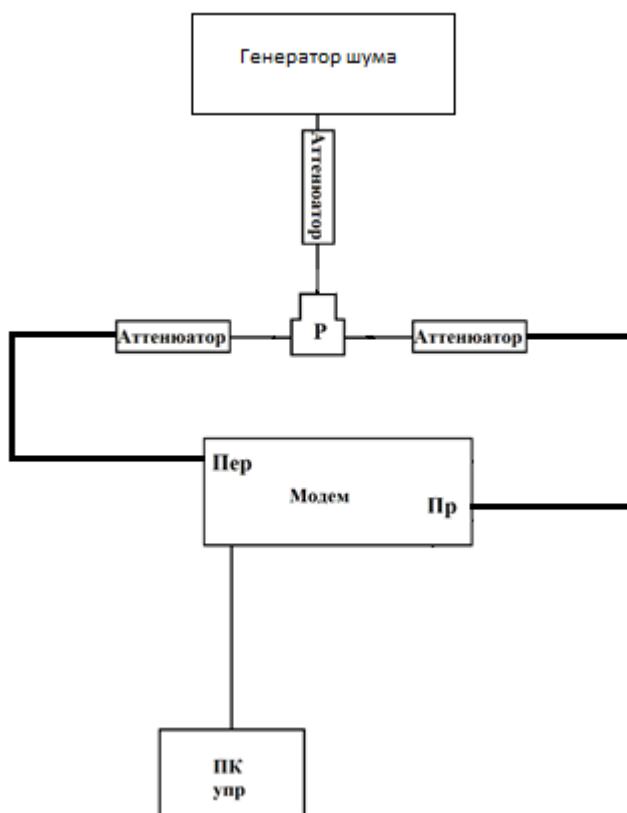 Генератор шума
Аттенюатор
Аттенюатор
Р
Аттенюатор
Пер
Модем
Пр
ПК
упр